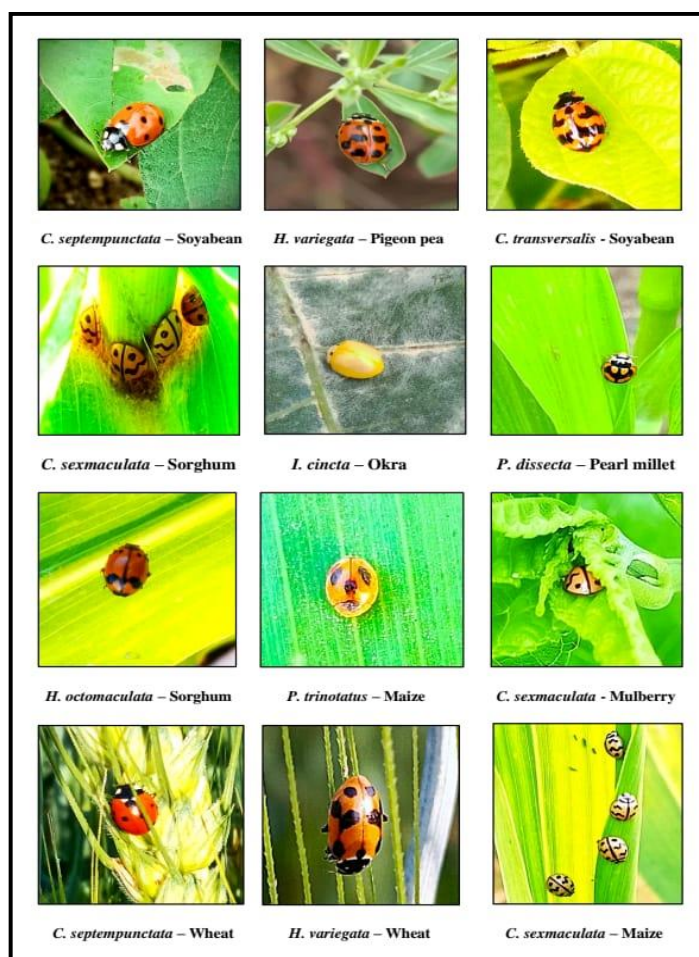 C. septempunctata – Soyabean
H. variegata – Pigeon pea
C. transversalis - Soyabean
C. sexmaculata – Sorghum
I. cincta – Okra
P. dissecta – Pearl millet
H. octomaculata – Sorghum
P. trinotatus – Maize
C. sexmaculata - Mulberry
C. septempunctata – Wheat
H. variegata – Wheat
C. sexmaculata – Maize